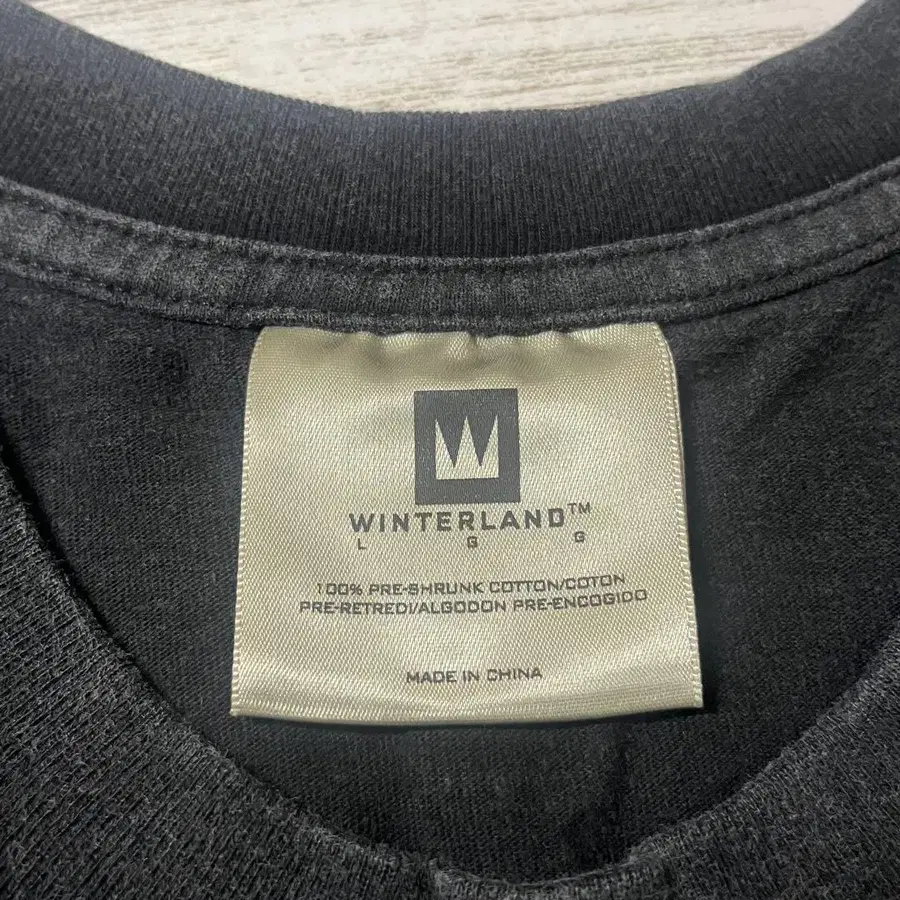 WINTERLAND™
L G G
100% PRE-SHRUNK COTTON/COTON
PRE-RETREDI/ALGODON PRE-ENCOGIDO
MADE IN CHINA